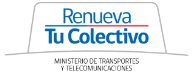 Renueva
Tu Colectivo
MINISTERIO DE TRANSPORTES
Y TELECOMUNICACIONES